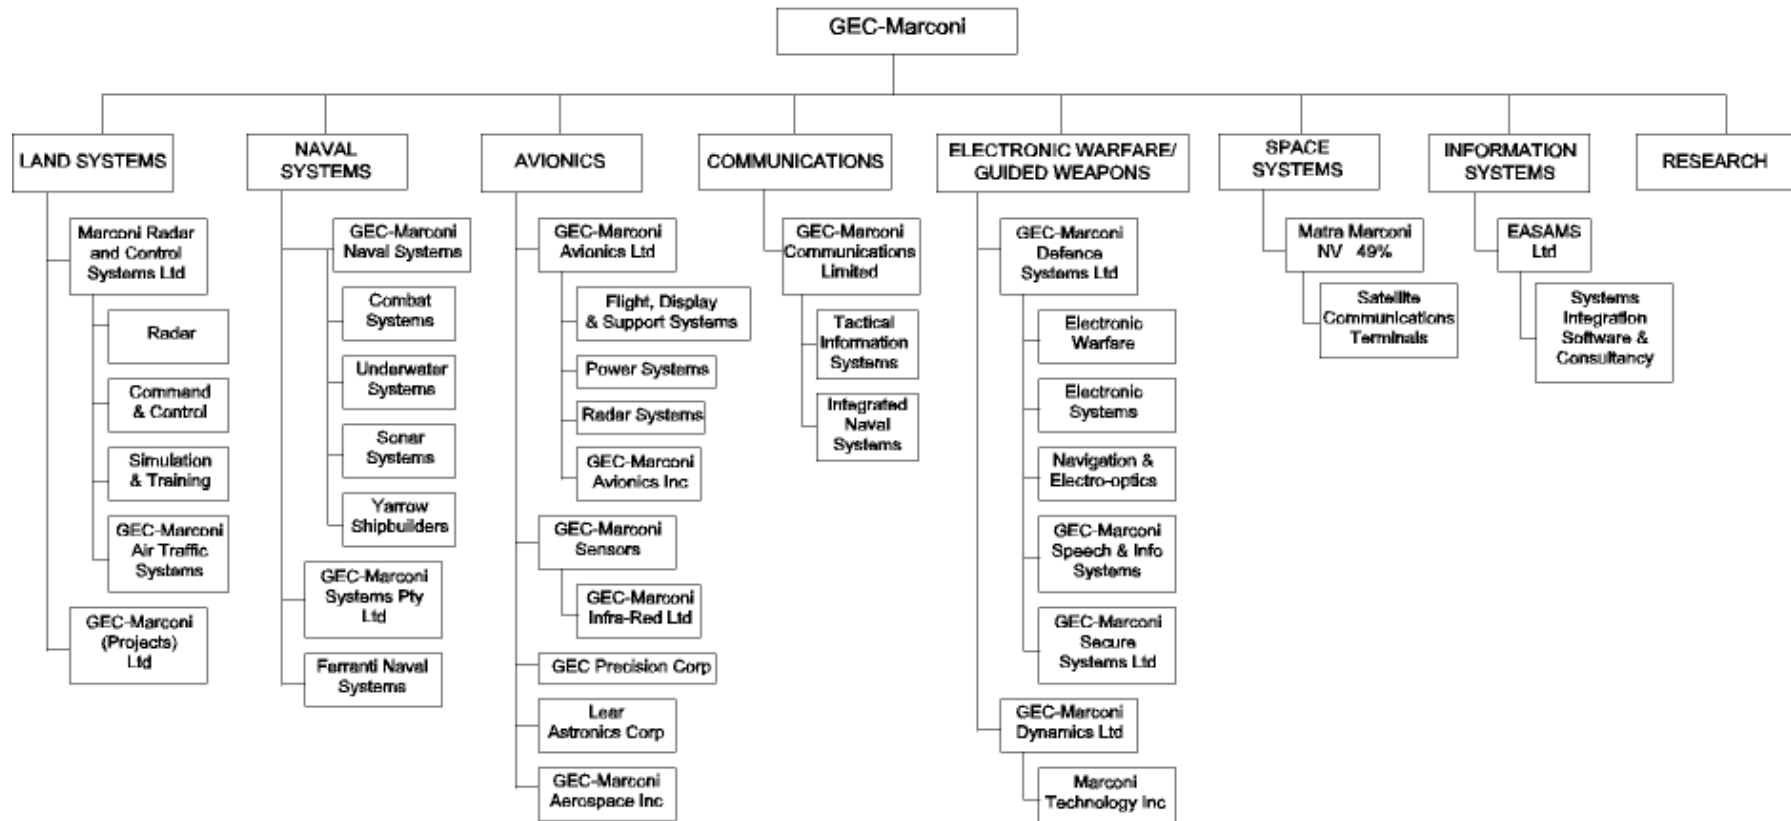 GEC-Marconi
LAND SYSTEMS
NAVAL
SYSTEMS
AVIONICS
COMMUNICATIONS
ELECTRONIC WARFARE/
GUIDED WEAPONS
SPACE
SYSTEMS
INFORMATION
SYSTEMS
RESEARCH
Marconi Radar
and Control
Systems Ltd
Radar
Command
& Control
Simulation
& Training
GEC-Marconi
Air Traffic
Systems
GEC-Marconi
(Projects)
Ltd
GEC-Marconi
Naval Systems
Combat
Systems
Underwater
Systems
Sonar
Systems
Yarrow
Shipbuilders
GEC-Marconi
Systems Pty
Ltd
Ferranti Naval
Systems
GEC-Marconi
Avionics Ltd
Flight, Display
& Support Systems
Power Systems
Radar Systems
GEC-Marconi
Avionics Inc
GEC-Marconi
Sensors
GEC-Marconi
Infra-Red Ltd
GEC Precision Corp
Lear
Astronics Corp
GEC-Marconi
Aerospace Inc
GEC-Marconi
Communications
Limited
Tactical
Information
Systems
Integrated
Naval
Systems
GEC-Marconi
Defence
Systems Ltd
Electronic
Warfare
Electronic
Systems
Navigation &
Electro-optics
GEC-Marconi
Speech & Info
Systems
GEC-Marconi
Secure
Systems Ltd
GEC-Marconi
Dynamics Ltd
Marconi
Technology Inc
Matra Marconi
NV 49%
Satellite
Communications
Terminals
EASAMS
Ltd
Systems
Integration
Software &
Consultancy